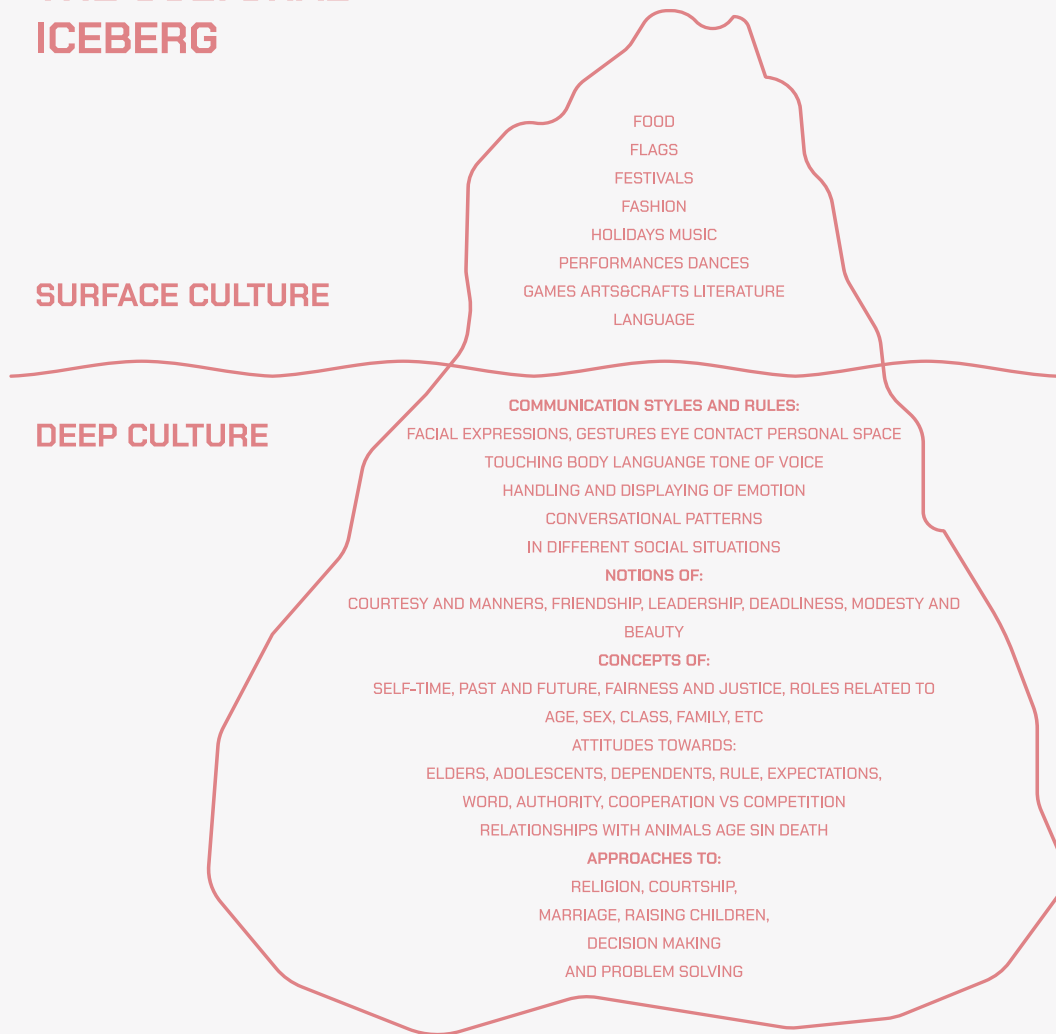 THE CULTURAL
ICEBERG
FOOD
FLAGS
FESTIVALS
FASHION
HOLIDAYS MUSIC
PERFORMANCES DANCES
GAMES ARTS&CRAFTS LITERATURE
LANGUAGE
SURFACE CULTURE
DEEP CULTURE
COMMUNICATION STYLES AND RULES:
FACIAL EXPRESSIONS, GESTURES EYE CONTACT PERSONAL SPACE
TOUCHING BODY LANGUANGE TONE OF VOICE
HANDLING AND DISPLAYING OF EMOTION
CONVERSATIONAL PATTERNS
IN DIFFERENT SOCIAL SITUATIONS
NOTIONS OF:
COURTESY AND MANNERS, FRIENDSHIP, LEADERSHIP, DEADLINESS, MODESTY AND
BEAUTY
CONCEPTS OF:
SELF-TIME, PAST AND FUTURE, FAIRNESS AND JUSTICE, ROLES RELATED TO
AGE, SEX, CLASS, FAMILY, ETC
ATTITUDES TOWARDS:
ELDERS, ADOLESCENTS, DEPENDENTS, RULE, EXPECTATIONS,
WORD, AUTHORITY, COOPERATION VS COMPETITION
RELATIONSHIPS WITH ANIMALS AGE SIN DEATH
APPROACHES TO:
RELIGION, COURTSHIP,
MARRIAGE, RAISING CHILDREN,
DECISION MAKING
AND PROBLEM SOLVING